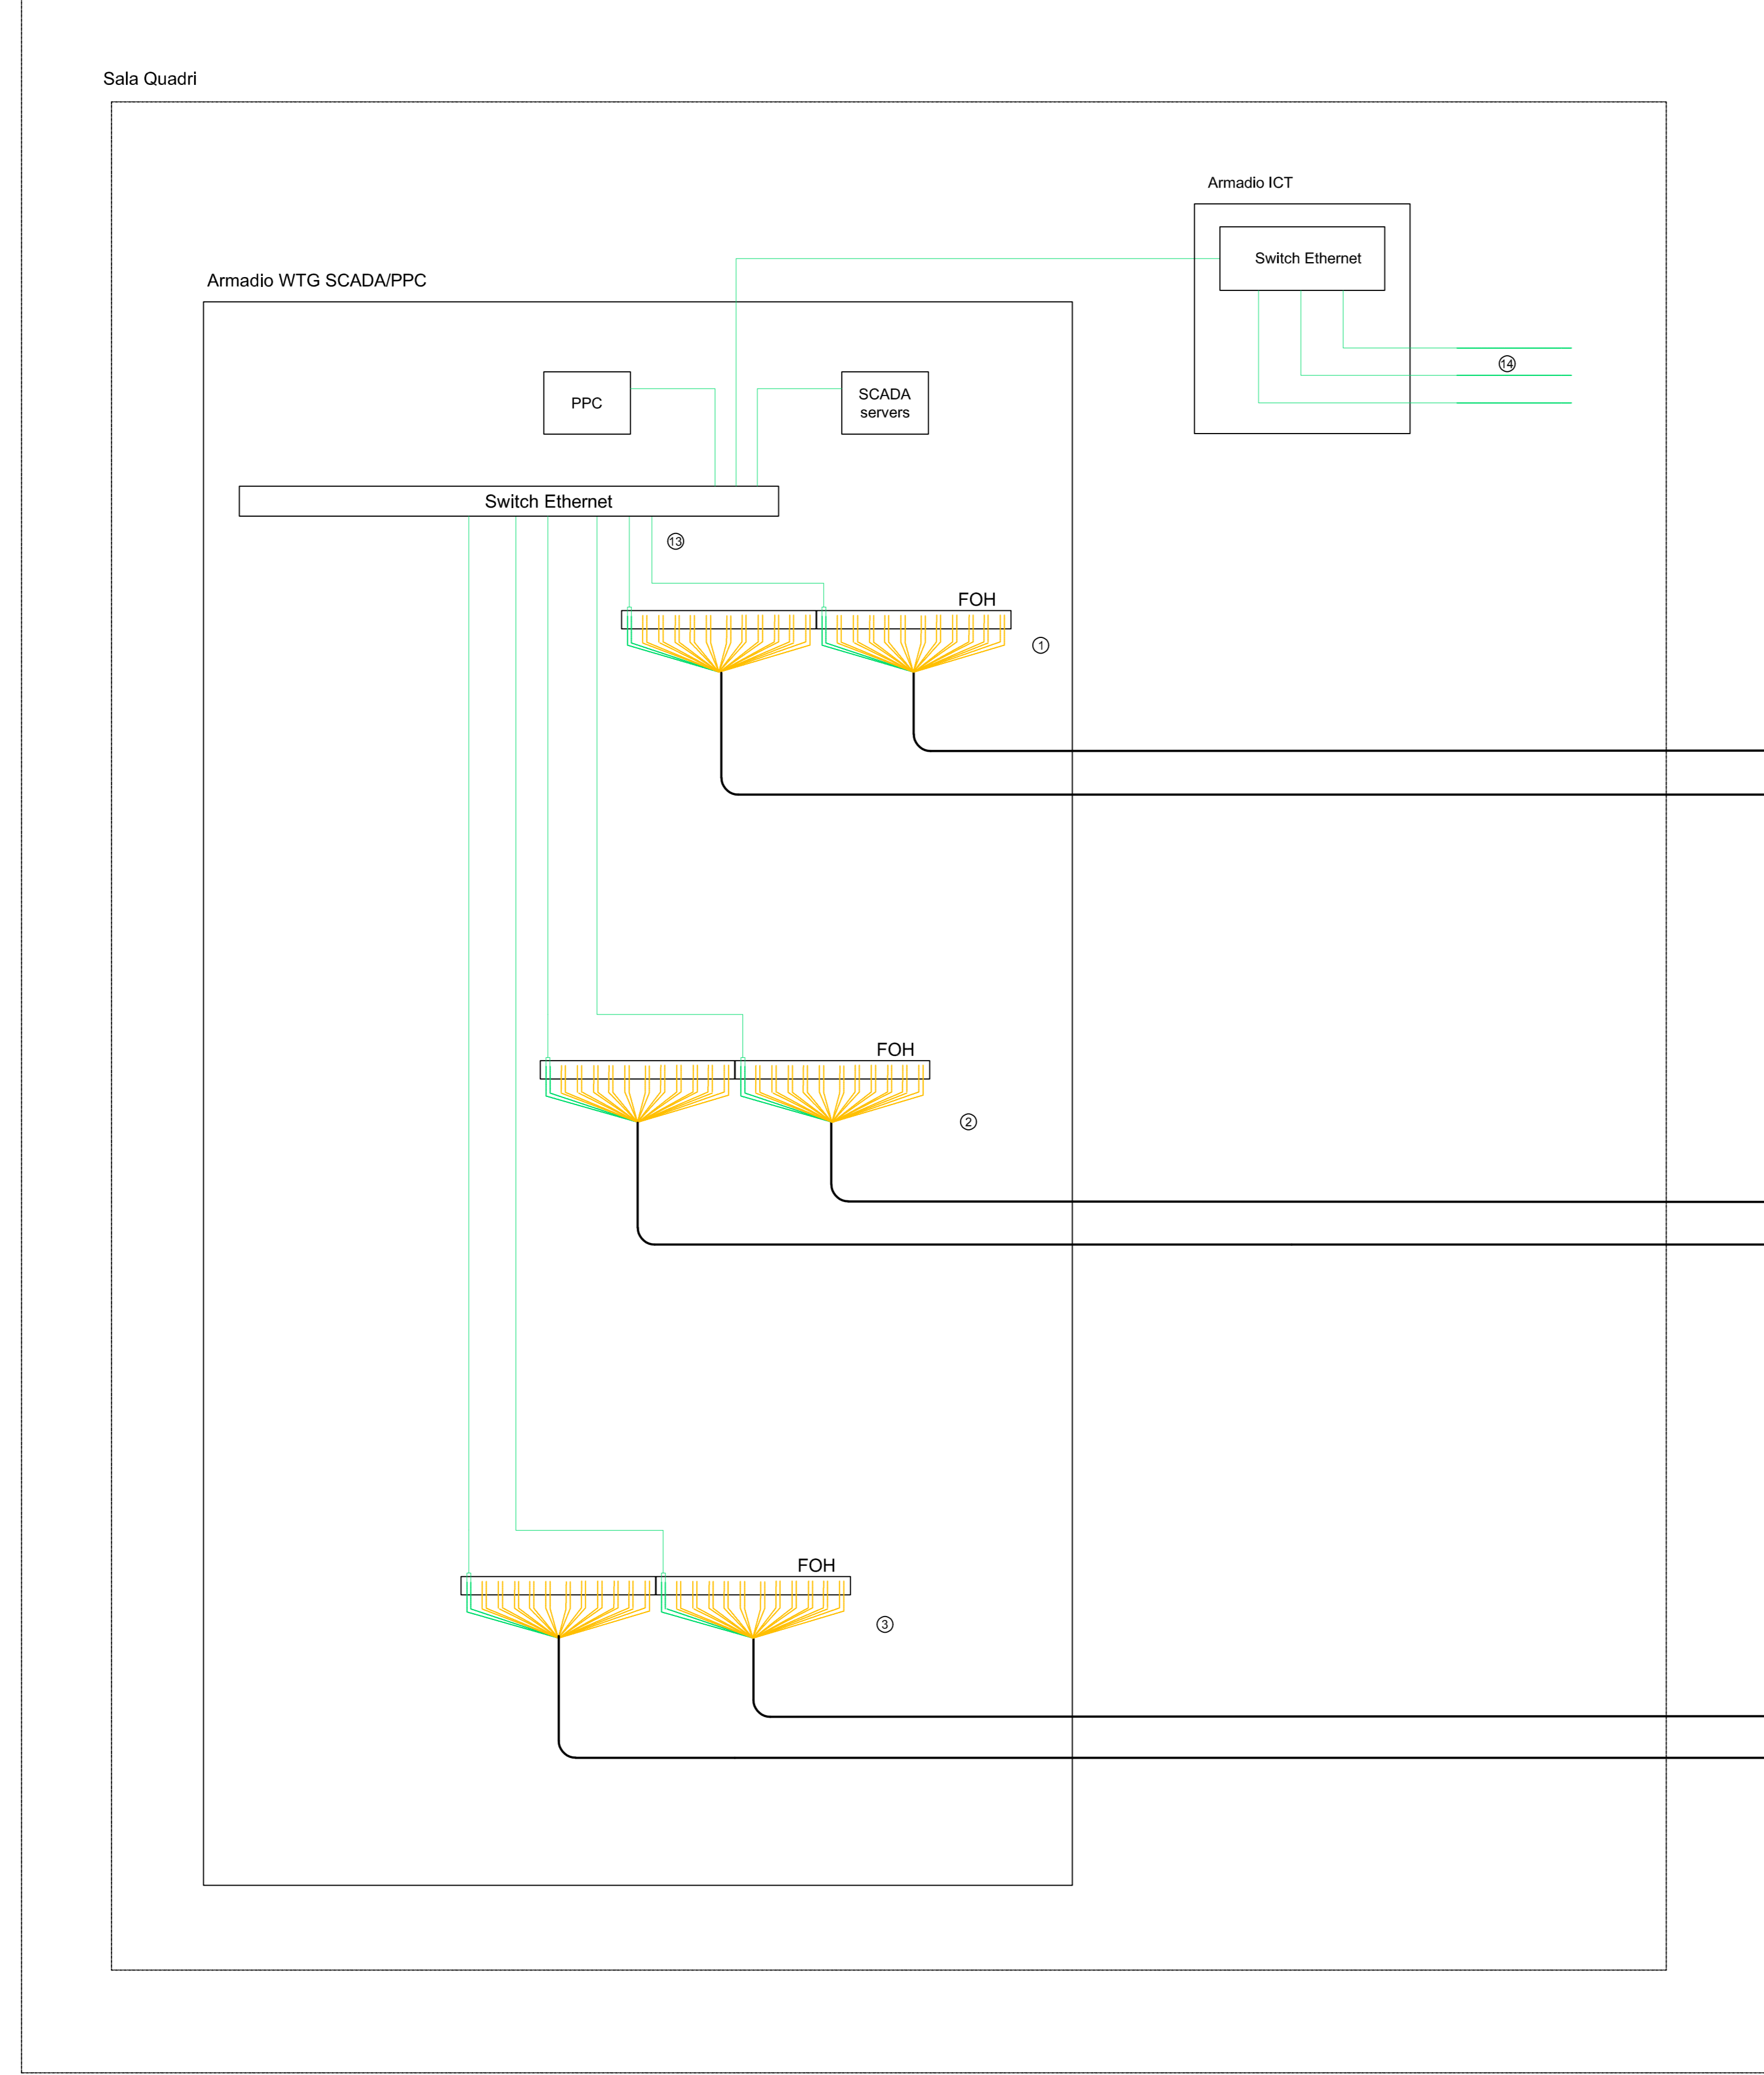 Sala Quadri
Armadio ICT
Switch Ethernet
Armadio WTG SCADA/PPC
14
PPC
SCADA
servers
Switch Ethernet
13
FOH
1
FOH
2
FOH
3